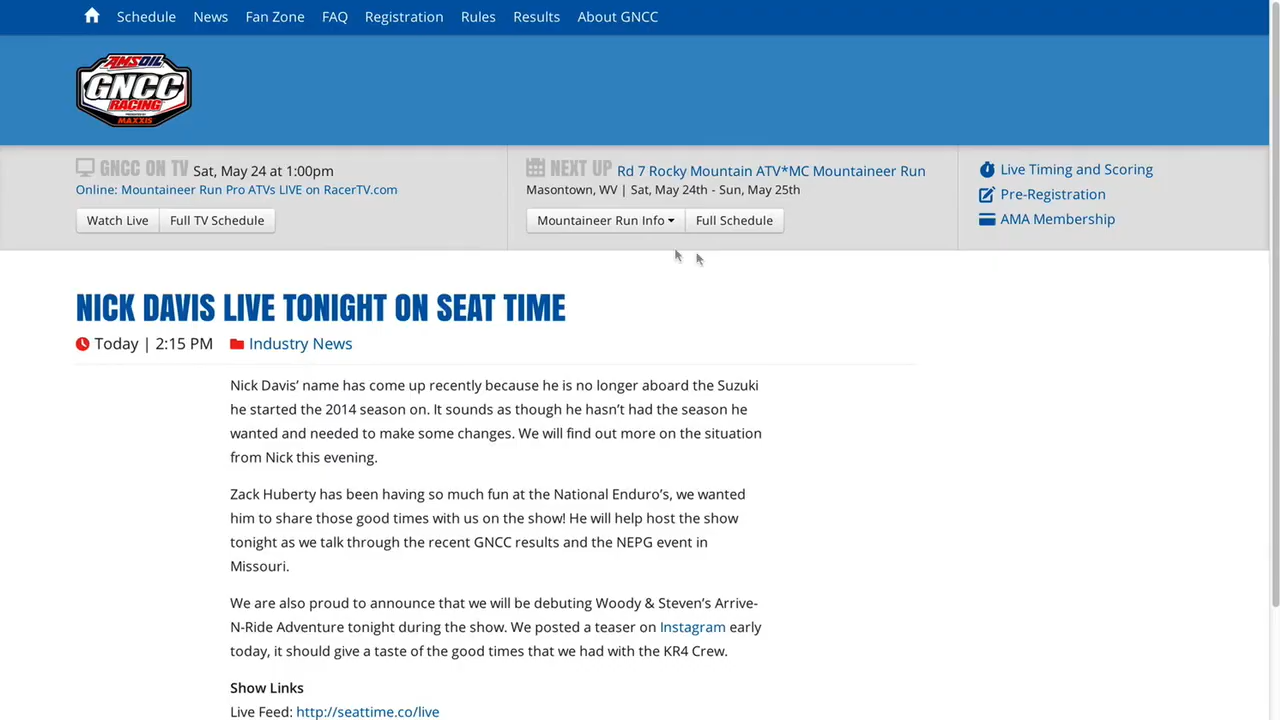 Schedule News Fan Zone FAQ Registration Rules Results About GNCC
AMSOIL
GNCC
RACING
PRESENTED BY
MAXXIS
GNCC ON TV Sat, May 24 at 1:00pm
Online: Mountaineer Run Pro ATVs LIVE on RacerTV.com
Watch Live Full TV Schedule
NEXT UP Rd 7 Rocky Mountain ATV*MC Mountaineer Run
Masontown, WV | Sat, May 24th - Sun, May 25th
Mountaineer Run Info Full Schedule
Live Timing and Scoring
Pre-Registration
AMA Membership
NICK DAVIS LIVE TONIGHT ON SEAT TIME
Today | 2:15 PM Industry News
Nick Davis’ name has come up recently because he is no longer aboard the Suzuki
he started the 2014 season on. It sounds as though he hasn’t had the season he
wanted and needed to make some changes. We will find out more on the situation
from Nick this evening.
Zack Huberty has been having so much fun at the National Enduro’s, we wanted
him to share those good times with us on the show! He will help host the show
tonight as we talk through the recent GNCC results and the NEPG event in
Missouri.
We are also proud to announce that we will be debuting Woody & Steven’s Arrive-
N-Ride Adventure tonight during the show. We posted a teaser on Instagram early
today, it should give a taste of the good times that we had with the KR4 Crew.
Show Links
Live Feed: http://seattime.co/live